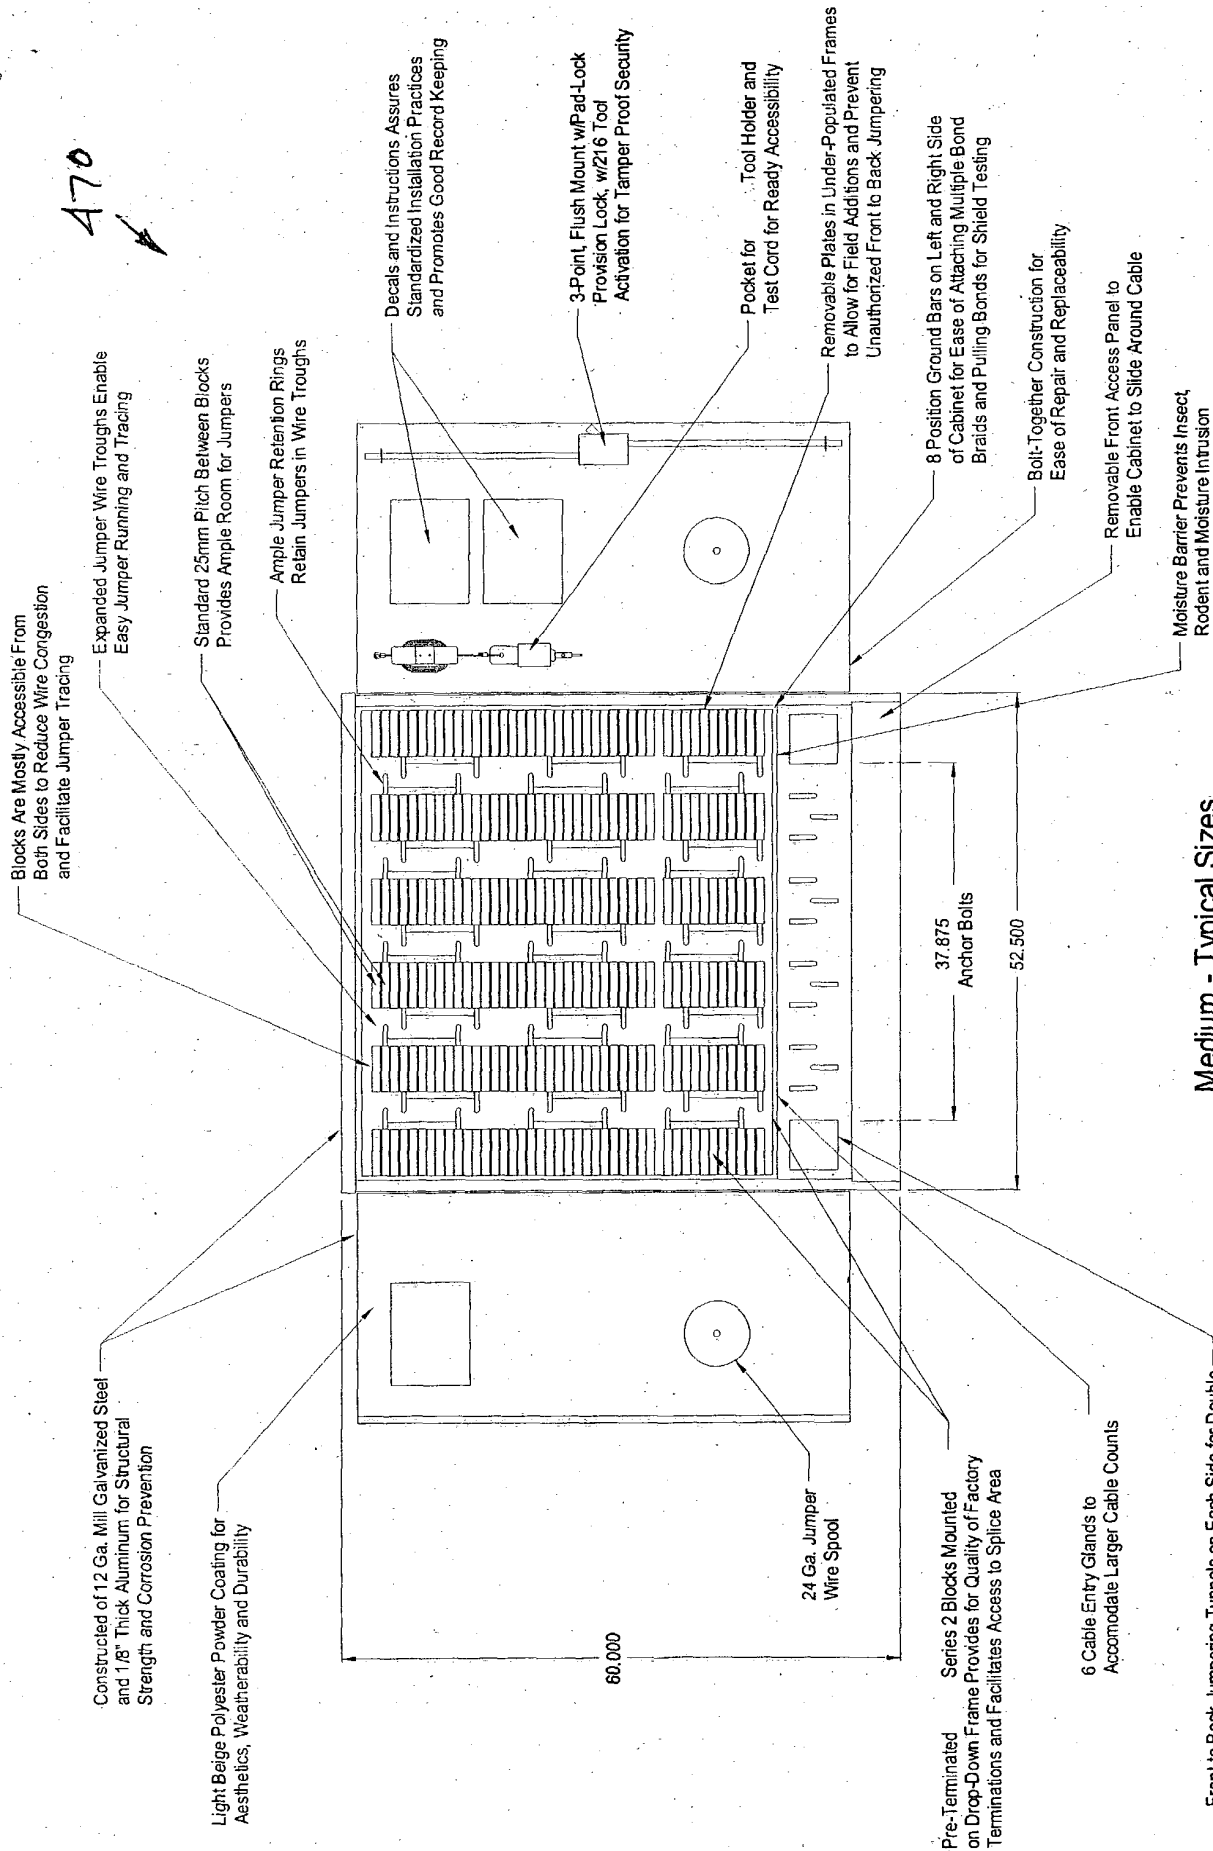 470
Blocks Are Mostly Accessible From
Both Sides to Reduce Wire Congestion
and Facilitate Jumper Tracing
Expanded Jumper Wire Troughs Enable
Easy Jumper Running and Tracing
Standard 25mm Pitch Between Blocks
Provides Ample Room for Jumpers
Ample Jumper Retention Rings
Retain Jumpers in Wire Troughs
Decals and Instructions Assures
Standardized Installation Practices
and Promotes Good Record Keeping
3-Point, Flush Mount w/Pad-Lock
Provision Lock, w/216 Tool
Activation for Tamper Proof Security
Pocket for Tool Holder and
Test Cord for Ready Accessibility
Removable Plates in Under-Populated Frames
to Allow for Field Additions and Prevent
Unauthorized Front to Back Jumpering
8 Position Ground Bars on Left and Right Side
of Cabinet for Ease of Attaching Multiple Bond
Braids and Pulling Bonds for Shield Testing
Bolt-Together Construction for
Ease of Repair and Replaceability
Removable Front Access Panel to
Enable Cabinet to Slide Around Cable
Moisture Barrier Prevents Insect,
Rodent and Moisture Intrusion
Constructed of 12 Ga. Mill Galvanized Steel
and 1/8" Thick Aluminum for Structural
Strength and Corrosion Prevention
Light Beige Polyester Powder Coating for
Aesthetics, Weatherability and Durability
24 Ga. Jumper
Wire Spool
60.000
37.875
Anchor Bolts
52.500
Pre-Terminated Series 2 Blocks Mounted
on Drop-Down Frame Provides for Quality of Factory
Terminations and Facilitates Access to Splice Area
6 Cable Entry Glands to
Accomodate Larger Cable Counts
Front to Back Jumpering Tunnels on Each Side for Double
Medium - Typical Sizes